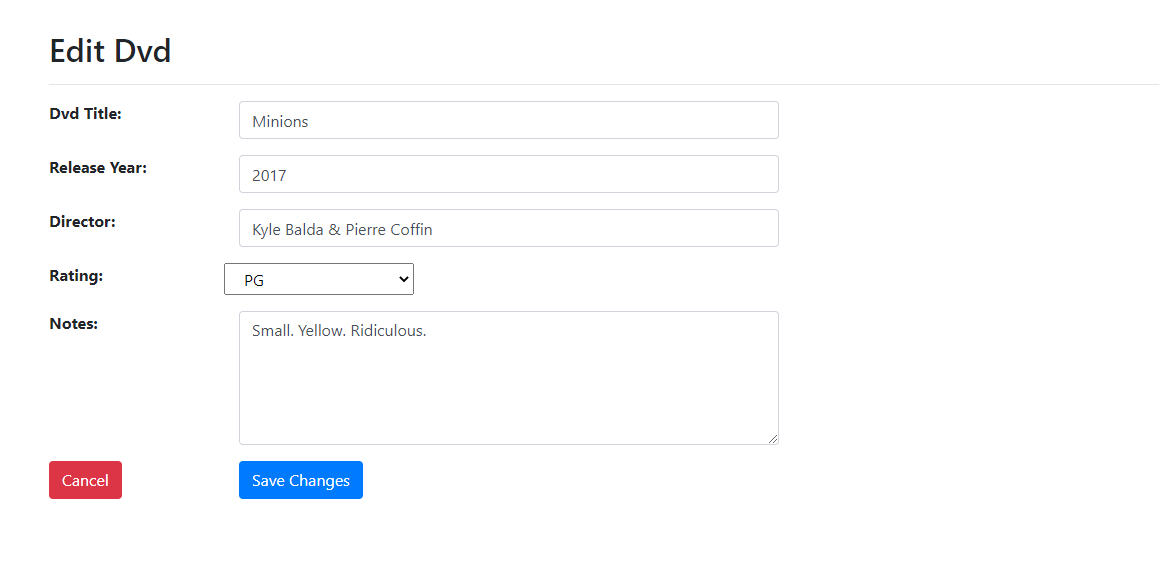 Edit Dvd
Dvd Title:
Minions
Release Year:
2017
Director:
Kyle Balda & Pierre Coffin
Rating:
PG
Notes:
Small. Yellow. Ridiculous.
Cancel
Save Changes